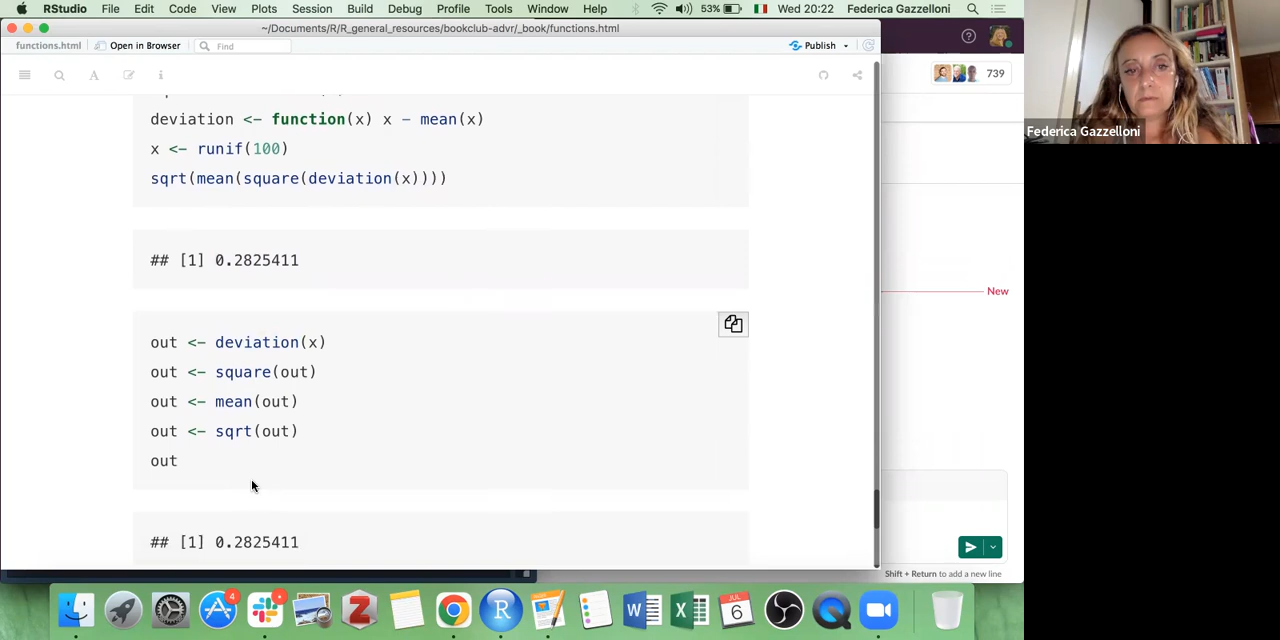 RStudio File Edit Code View Plots Session Build Debug Profile Tools Window Help 53% Wed 20:22 Federica Gazzelloni
~/Documents/R/R_general_resources/bookclub-advr/_book/functions.html
functions.html Open in Browser Find Publish
739
deviation <- function(x) x - mean(x)
x <- runif(100)
sqrt(mean(square(deviation(x))))
## [1] 0.2825411
New
out <- deviation(x)
out <- square(out)
out <- mean(out)
out <- sqrt(out)
out
## [1] 0.2825411
Shift + Return to add a new line
Federica Gazzelloni
4
JUL
6